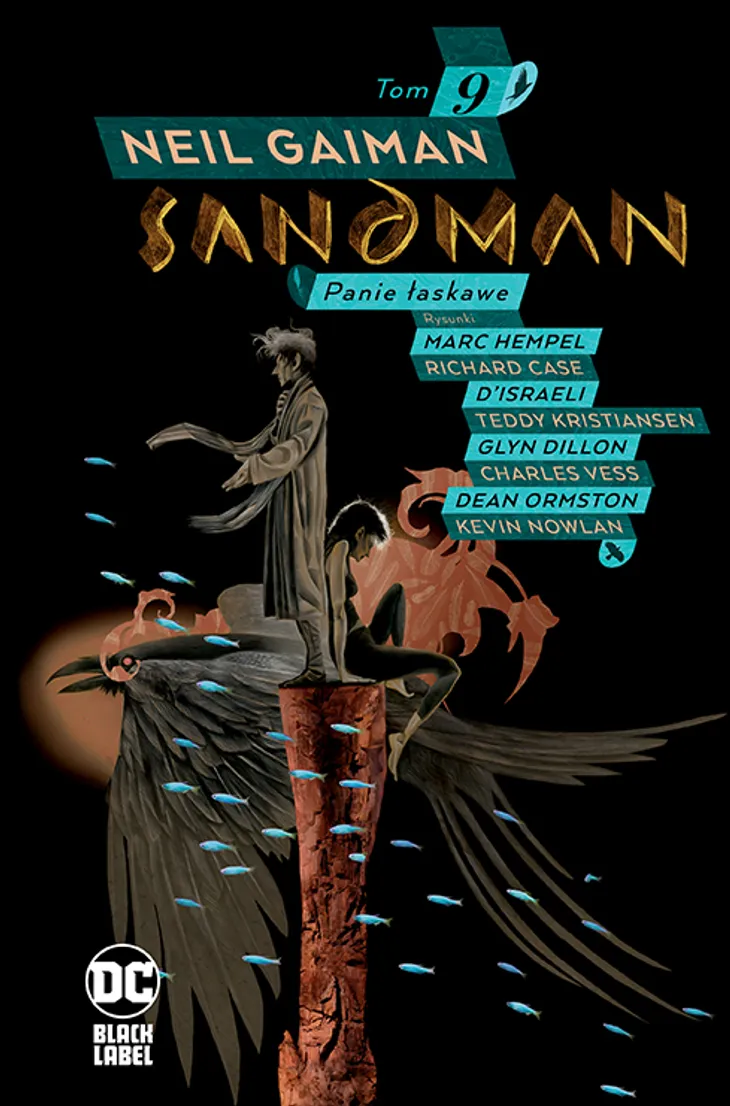 Tom 9
NEIL GAIMAN
SANDMAN
Panie łaskawe
Rysunki
MARC HEMPEL
RICHARD CASE
D'ISRAELI
TEDDY KRISTIANSEN
GLYN DILLON
CHARLES VESS
DEAN ORMSTON
KEVIN NOWLAN
DC
BLACK
LABEL